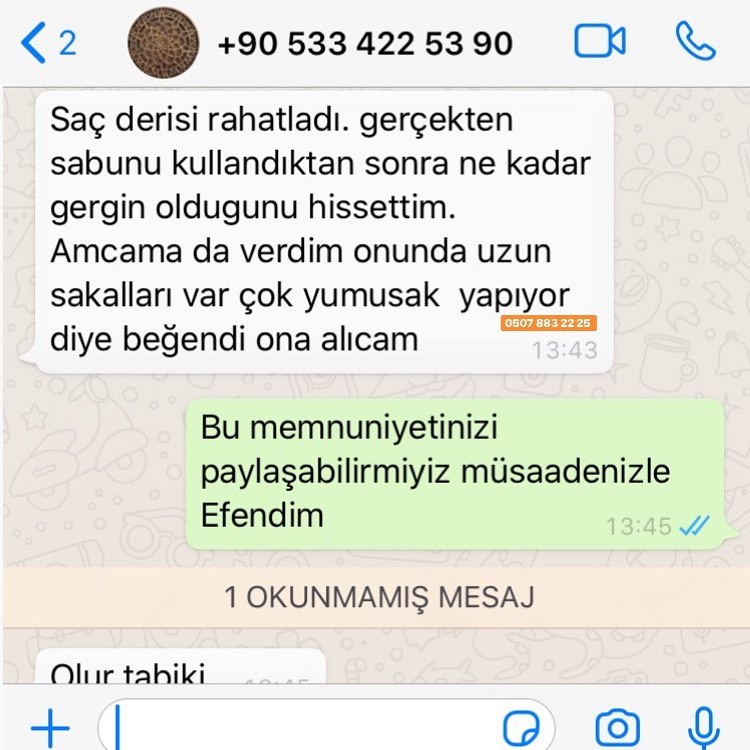 2
+90 533 422 53 90
Saç derisi rahatladı. gerçekten
sabunu kullandıktan sonra ne kadar
gergin oldugunu hissettim.
Amcama da verdim onunda uzun
sakalları var çok yumusak yapıyor
0507 883 22 25
diye beğendi ona alıcam
13:43
Bu memnuniyetinizi
paylaşabilirmiyiz müsaadenizle
Efendim
13:45
1 OKUNMAMIŞ MESAJ
Olur tabiki